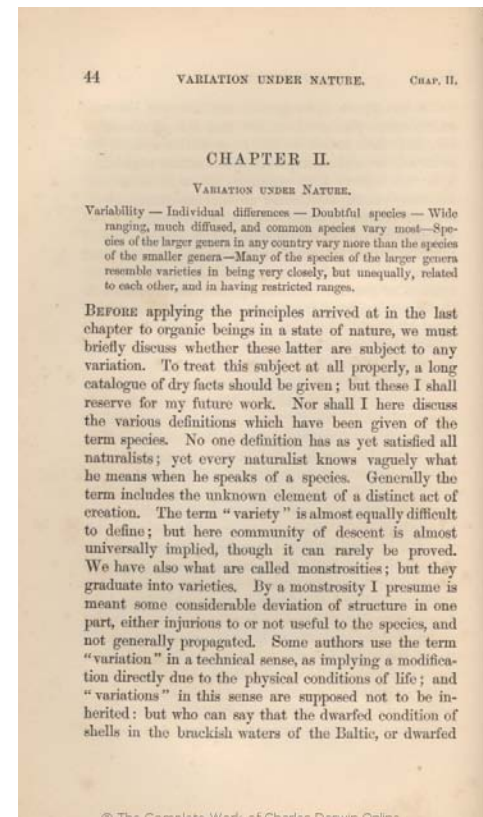 44 VARIATION UNDER NATURE. CHAP. II.
CHAPTER II.
VARIATION UNDER NATURE.
Variability — Individual differences — Doubtful species — Wide
ranging, much diffused, and common species vary most—Spe-
cies of the larger genera in any country vary more than the species
of the smaller genera—Many of the species of the larger genera
resemble varieties in being very closely, but unequally, related
to each other, and in having restricted ranges.
BEFORE applying the principles arrived at in the last
chapter to organic beings in a state of nature, we must
briefly discuss whether these latter are subject to any
variation. To treat this subject at all properly, a long
catalogue of dry facts should be given; but these I shall
reserve for my future work. Nor shall I here discuss
the various definitions which have been given of the
term species. No one definition has as yet satisfied all
naturalists; yet every naturalist knows vaguely what
he means when he speaks of a species. Generally the
term includes the unknown element of a distinct act of
creation. The term “variety” is almost equally difficult
to define; but here community of descent is almost
universally implied, though it can rarely be proved.
We have also what are called monstrosities; but they
graduate into varieties. By a monstrosity I presume is
meant some considerable deviation of structure in one
part, either injurious to or not useful to the species, and
not generally propagated. Some authors use the term
“variation” in a technical sense, as implying a modifica-
tion directly due to the physical conditions of life; and
“variations” in this sense are supposed not to be in-
herited: but who can say that the dwarfed condition of
shells in the brackish waters of the Baltic, or dwarfed
© The Complete Work of Charles Darwin Online